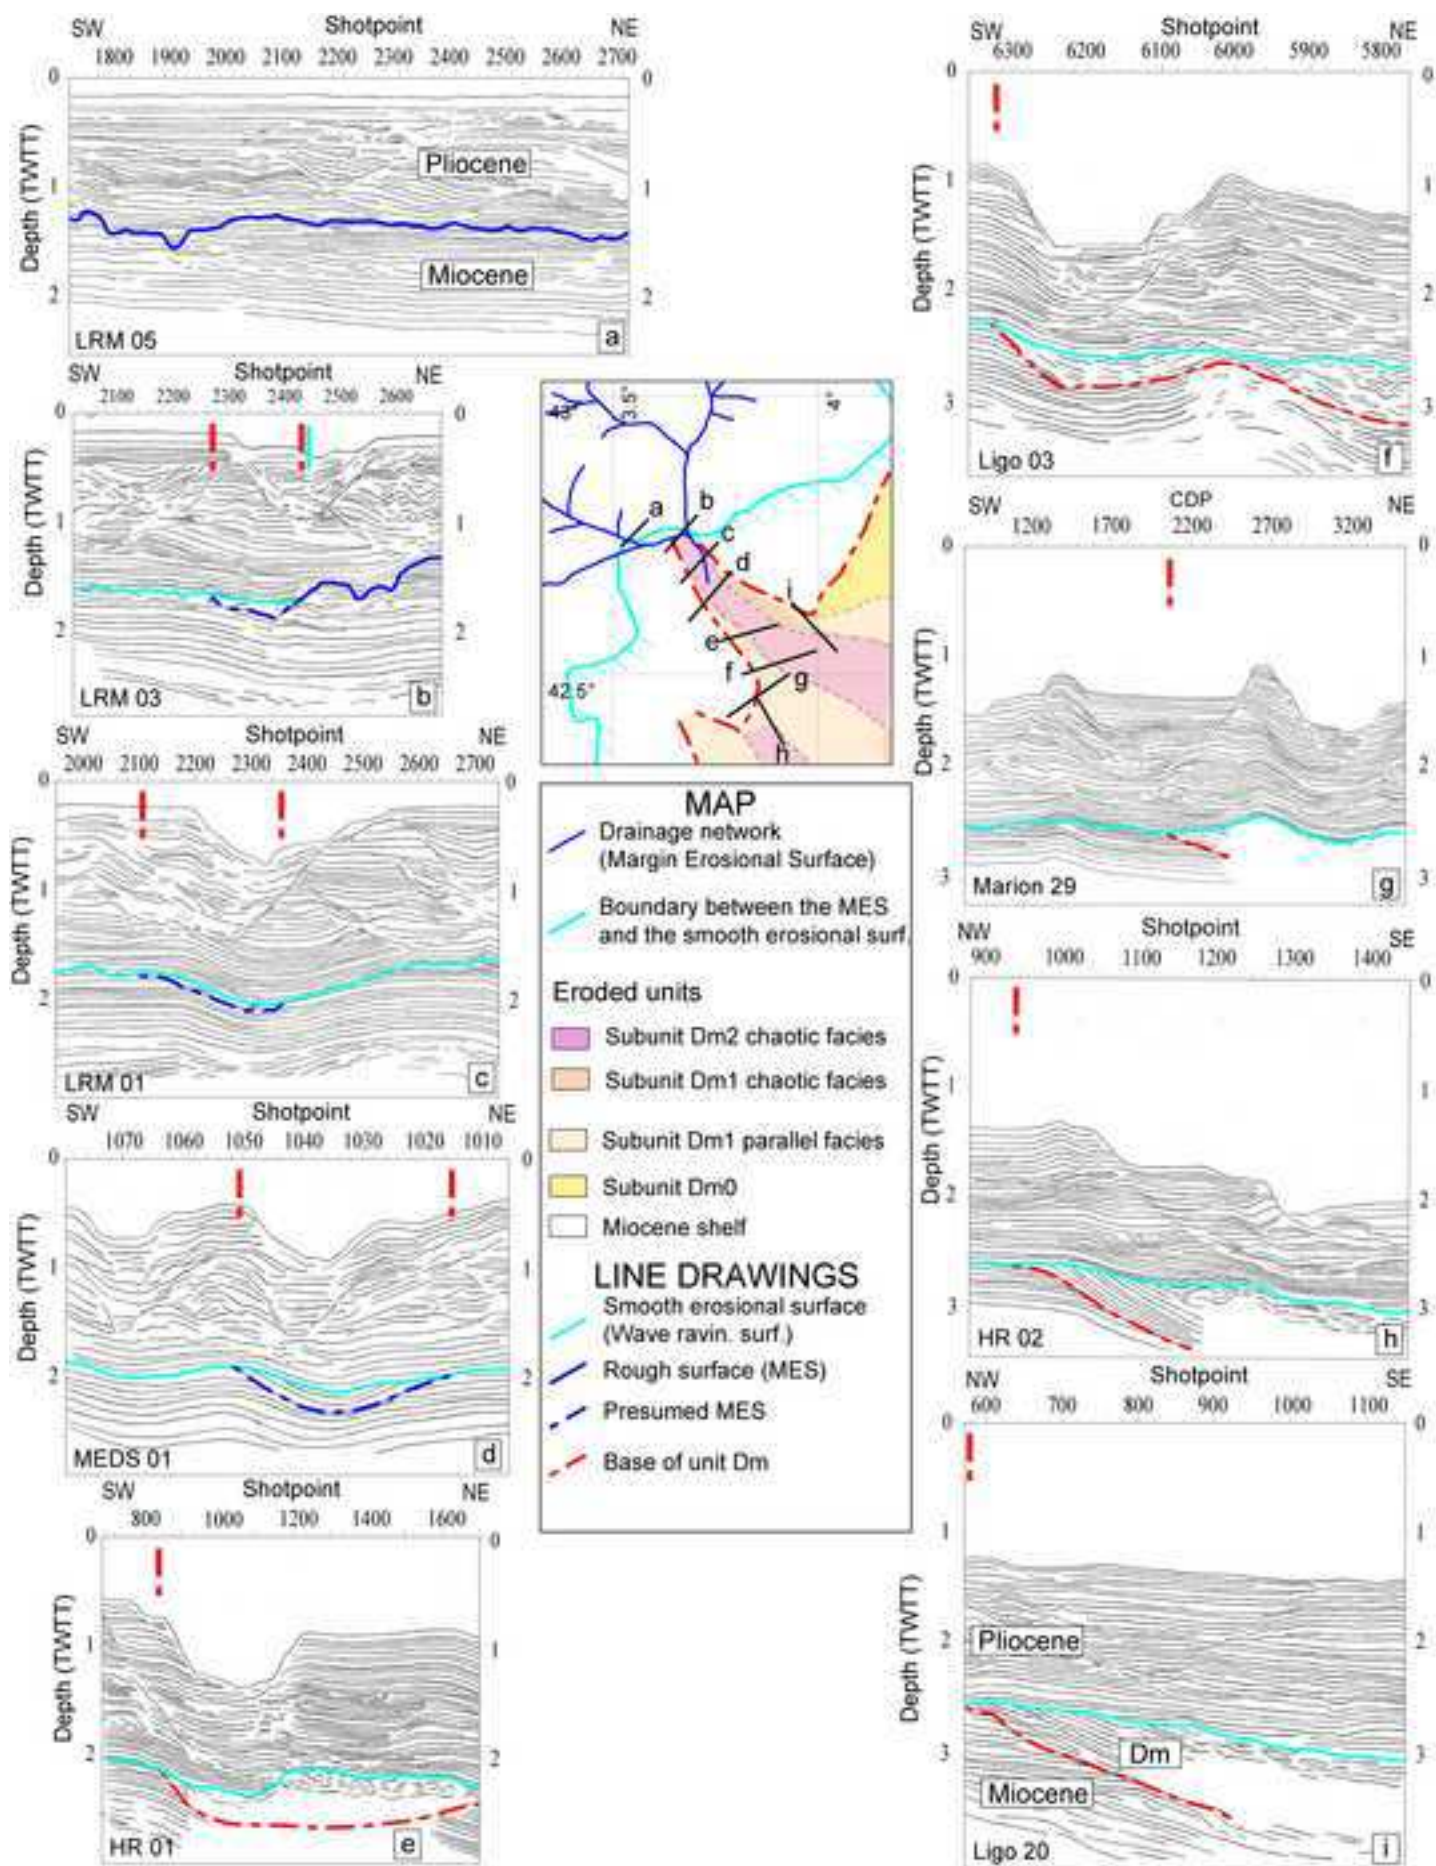 SW Shotpoint NE
1800 1900 2000 2100 2200 2300 2400 2500 2600 2700
0 0
Depth (TWTT)
Pliocene
1 1
Miocene
2 2
LRM 05 a
SW Shotpoint NE
2100 2200 2300 2400 2500 2600
0 0
Depth (TWTT)
1 1
2 2
LRM 03 b
SW Shotpoint NE
2000 2100 2200 2300 2400 2500 2600 2700
0 0
Depth (TWTT)
1 1
2 2
LRM 01 c
SW Shotpoint NE
1070 1060 1050 1040 1030 1020 1010
0 0
Depth (TWTT)
1 1
2 2
MEDS 01 d
SW Shotpoint NE
800 1000 1200 1400 1600
0 0
Depth (TWTT)
1 1
2 2
HR 01 e
43° 3.5° 4°
a b
c
d
i
e
f
g
42.5°
h
MAP
Drainage network
(Margin Erosional Surface)
Boundary between the MES
and the smooth erosional surf.
Eroded units
Subunit Dm2 chaotic facies
Subunit Dm1 chaotic facies
Subunit Dm1 parallel facies
Subunit Dm0
Miocene shelf
LINE DRAWINGS
Smooth erosional surface
(Wave ravin. surf.)
Rough surface (MES)
Presumed MES
Base of unit Dm
SW Shotpoint NE
6300 6200 6100 6000 5900 5800
0 0
Depth (TWTT)
1 1
2 2
3 3
Ligo 03 f
SW CDP NE
1200 1700 2200 2700 3200
0 0
Depth (TWTT)
1 1
2 2
3 3
Marion 29 g
NW Shotpoint SE
900 1000 1100 1200 1300 1400
0 0
Depth (TWTT)
1 1
2 2
3 3
HR 02 h
NW Shotpoint SE
600 700 800 900 1000 1100
0 0
Depth (TWTT)
1 1
Pliocene
2 2
Dm
3 3
Miocene
Ligo 20 i